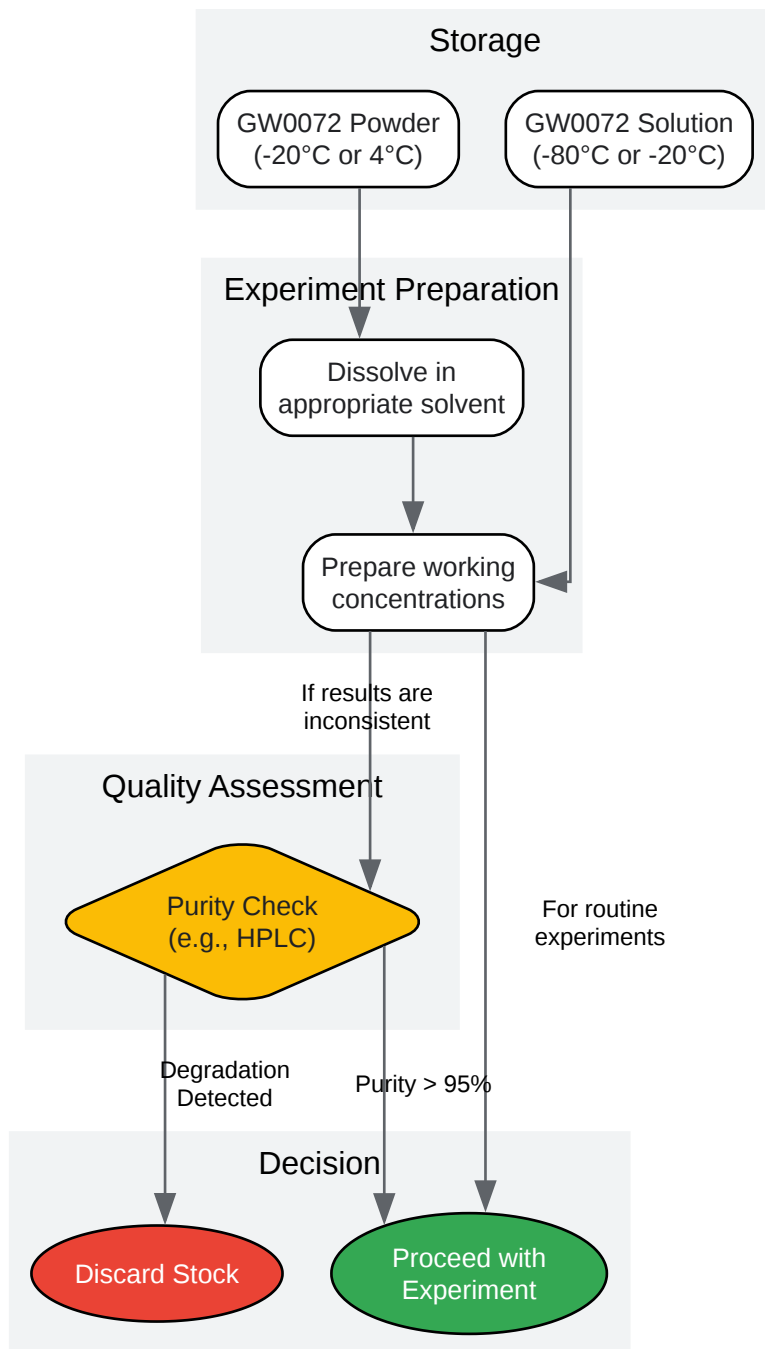 Storage
GW0072 Powder
(-20°C or 4°C)
GW0072 Solution
(-80°C or -20°C)
Experiment Preparation
Dissolve in
appropriate solvent
Prepare working
concentrations
If results are
inconsistent
Quality Assessment
Purity Check
(e.g., HPLC)
For routine
experiments
Degradation
Detected
Purity > 95%
Decision
Discard Stock
Proceed with
Experiment